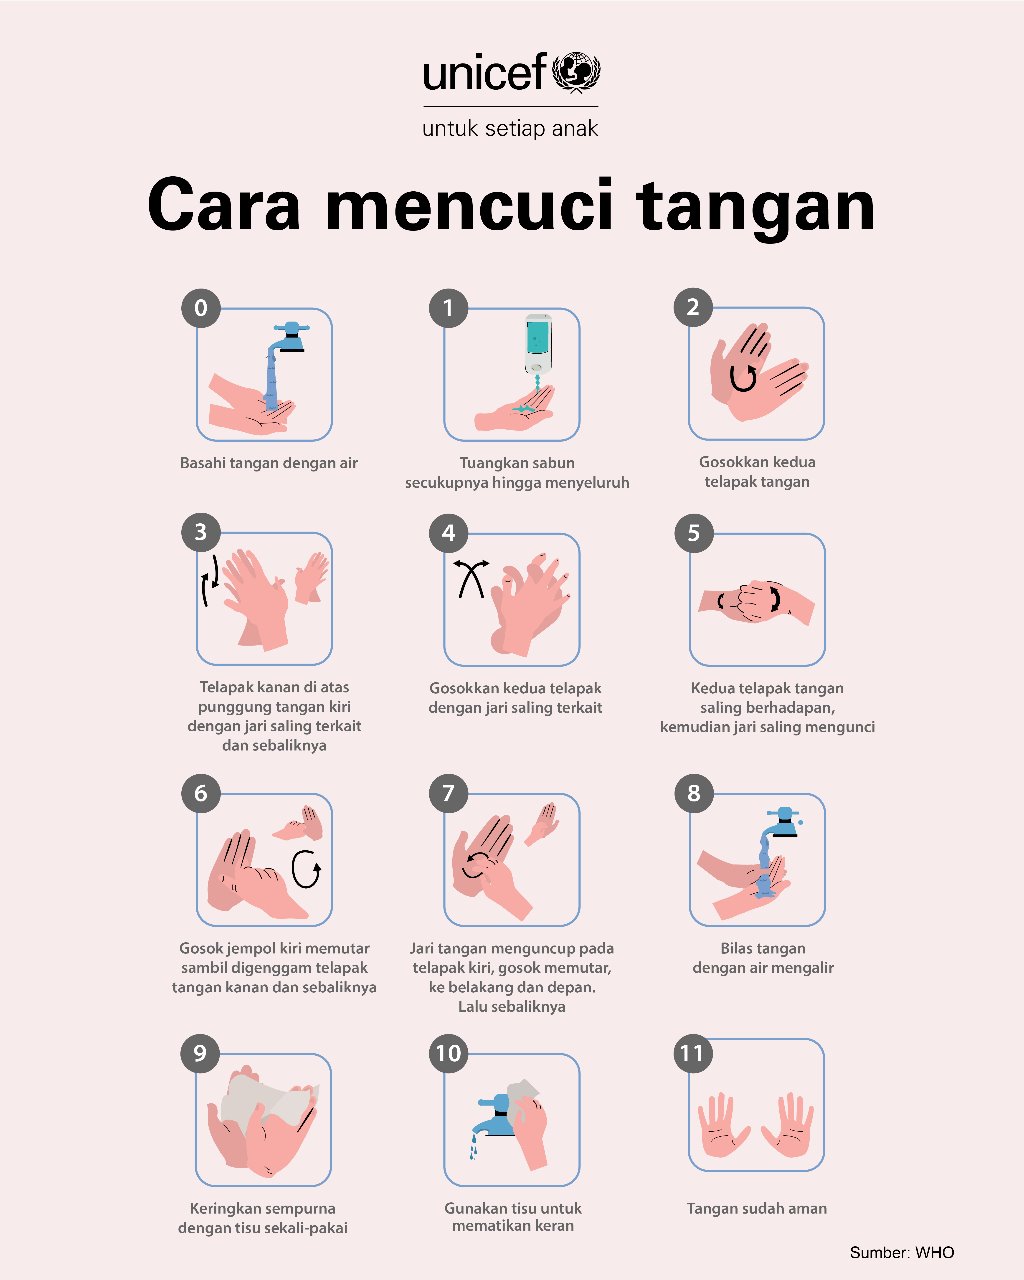 unicef
untuk setiap anak
Cara mencuci tangan
0
Basahi tangan dengan air
1
Tuangkan sabun
secukupnya hingga menyeluruh
2
Gosokkan kedua
telapak tangan
3
Telapak kanan di atas
punggung tangan kiri
dengan jari saling terkait
dan sebaliknya
4
Gosokkan kedua telapak
dengan jari saling terkait
5
Kedua telapak tangan
saling berhadapan,
kemudian jari saling mengunci
6
Gosok jempol kiri memutar
sambil digenggam telapak
tangan kanan dan sebaliknya
7
Jari tangan menguncup pada
telapak kiri, gosok memutar,
ke belakang dan depan.
Lalu sebaliknya
8
Bilas tangan
dengan air mengalir
9
Keringkan sempurna
dengan tisu sekali-pakai
10
Gunakan tisu untuk
mematikan keran
11
Tangan sudah aman
Sumber: WHO